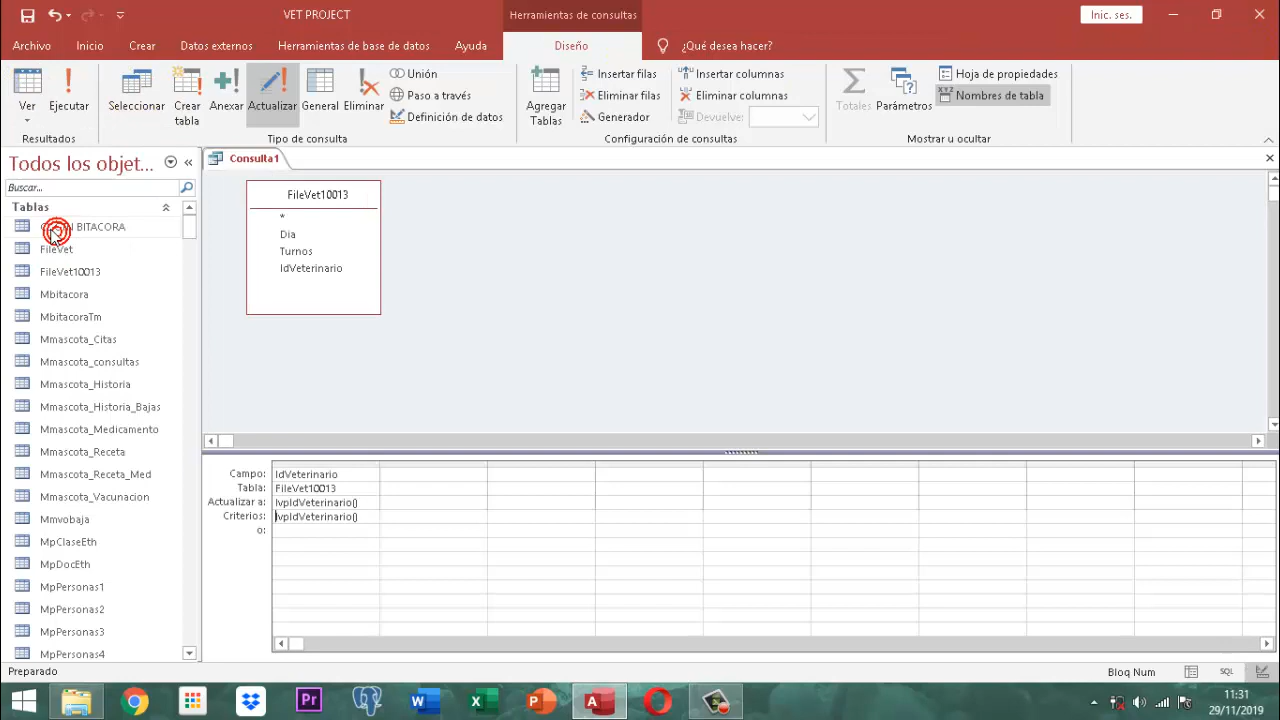 VET PROJECT
Herramientas de consultas
Inic. ses.
Archivo
Inicio
Crear
Datos externos
Herramientas de base de datos
Ayuda
Diseño
¿Qué desea hacer?
Ver
Ejecutar
Seleccionar
Crear tabla
Anexar
Actualizar
General
Eliminar
Unión
Paso a través
Definición de datos
Agregar Tablas
Insertar filas
Eliminar filas
Generador
Insertar columnas
Eliminar columnas
Devuelve:
Totales
Parámetros
Hoja de propiedades
Nombres de tabla
Resultados
Tipo de consulta
Configuración de consultas
Mostrar u ocultar
Todos los objet...
Buscar...
Tablas
BITACORA
FileVet
FileVet10013
Mbitacora
MbitacoraTm
Mmascota_Citas
Mmascota_consultas
Mmascota_Historia
Mmascota_Historia_Bajas
Mmascota_Medicamento
Mmascota_Receta
Mmascota_Receta_Med
Mmascota_Vacunacion
Mmvobaja
MpClaseEth
MpDocEth
MpPersonas1
MpPersonas2
MpPersonas3
MpPersonas4
Consulta1
FileVet10013
*
Dia
Turnos
IdVeterinario
Campo: IdVeterinario
Tabla: FileVet10013
Actualizar a: IvpIdVeterinario()
Criterios: IvpIdVeterinario()
o:
Preparado
Bloq Num
SQL
11:31
29/11/2019